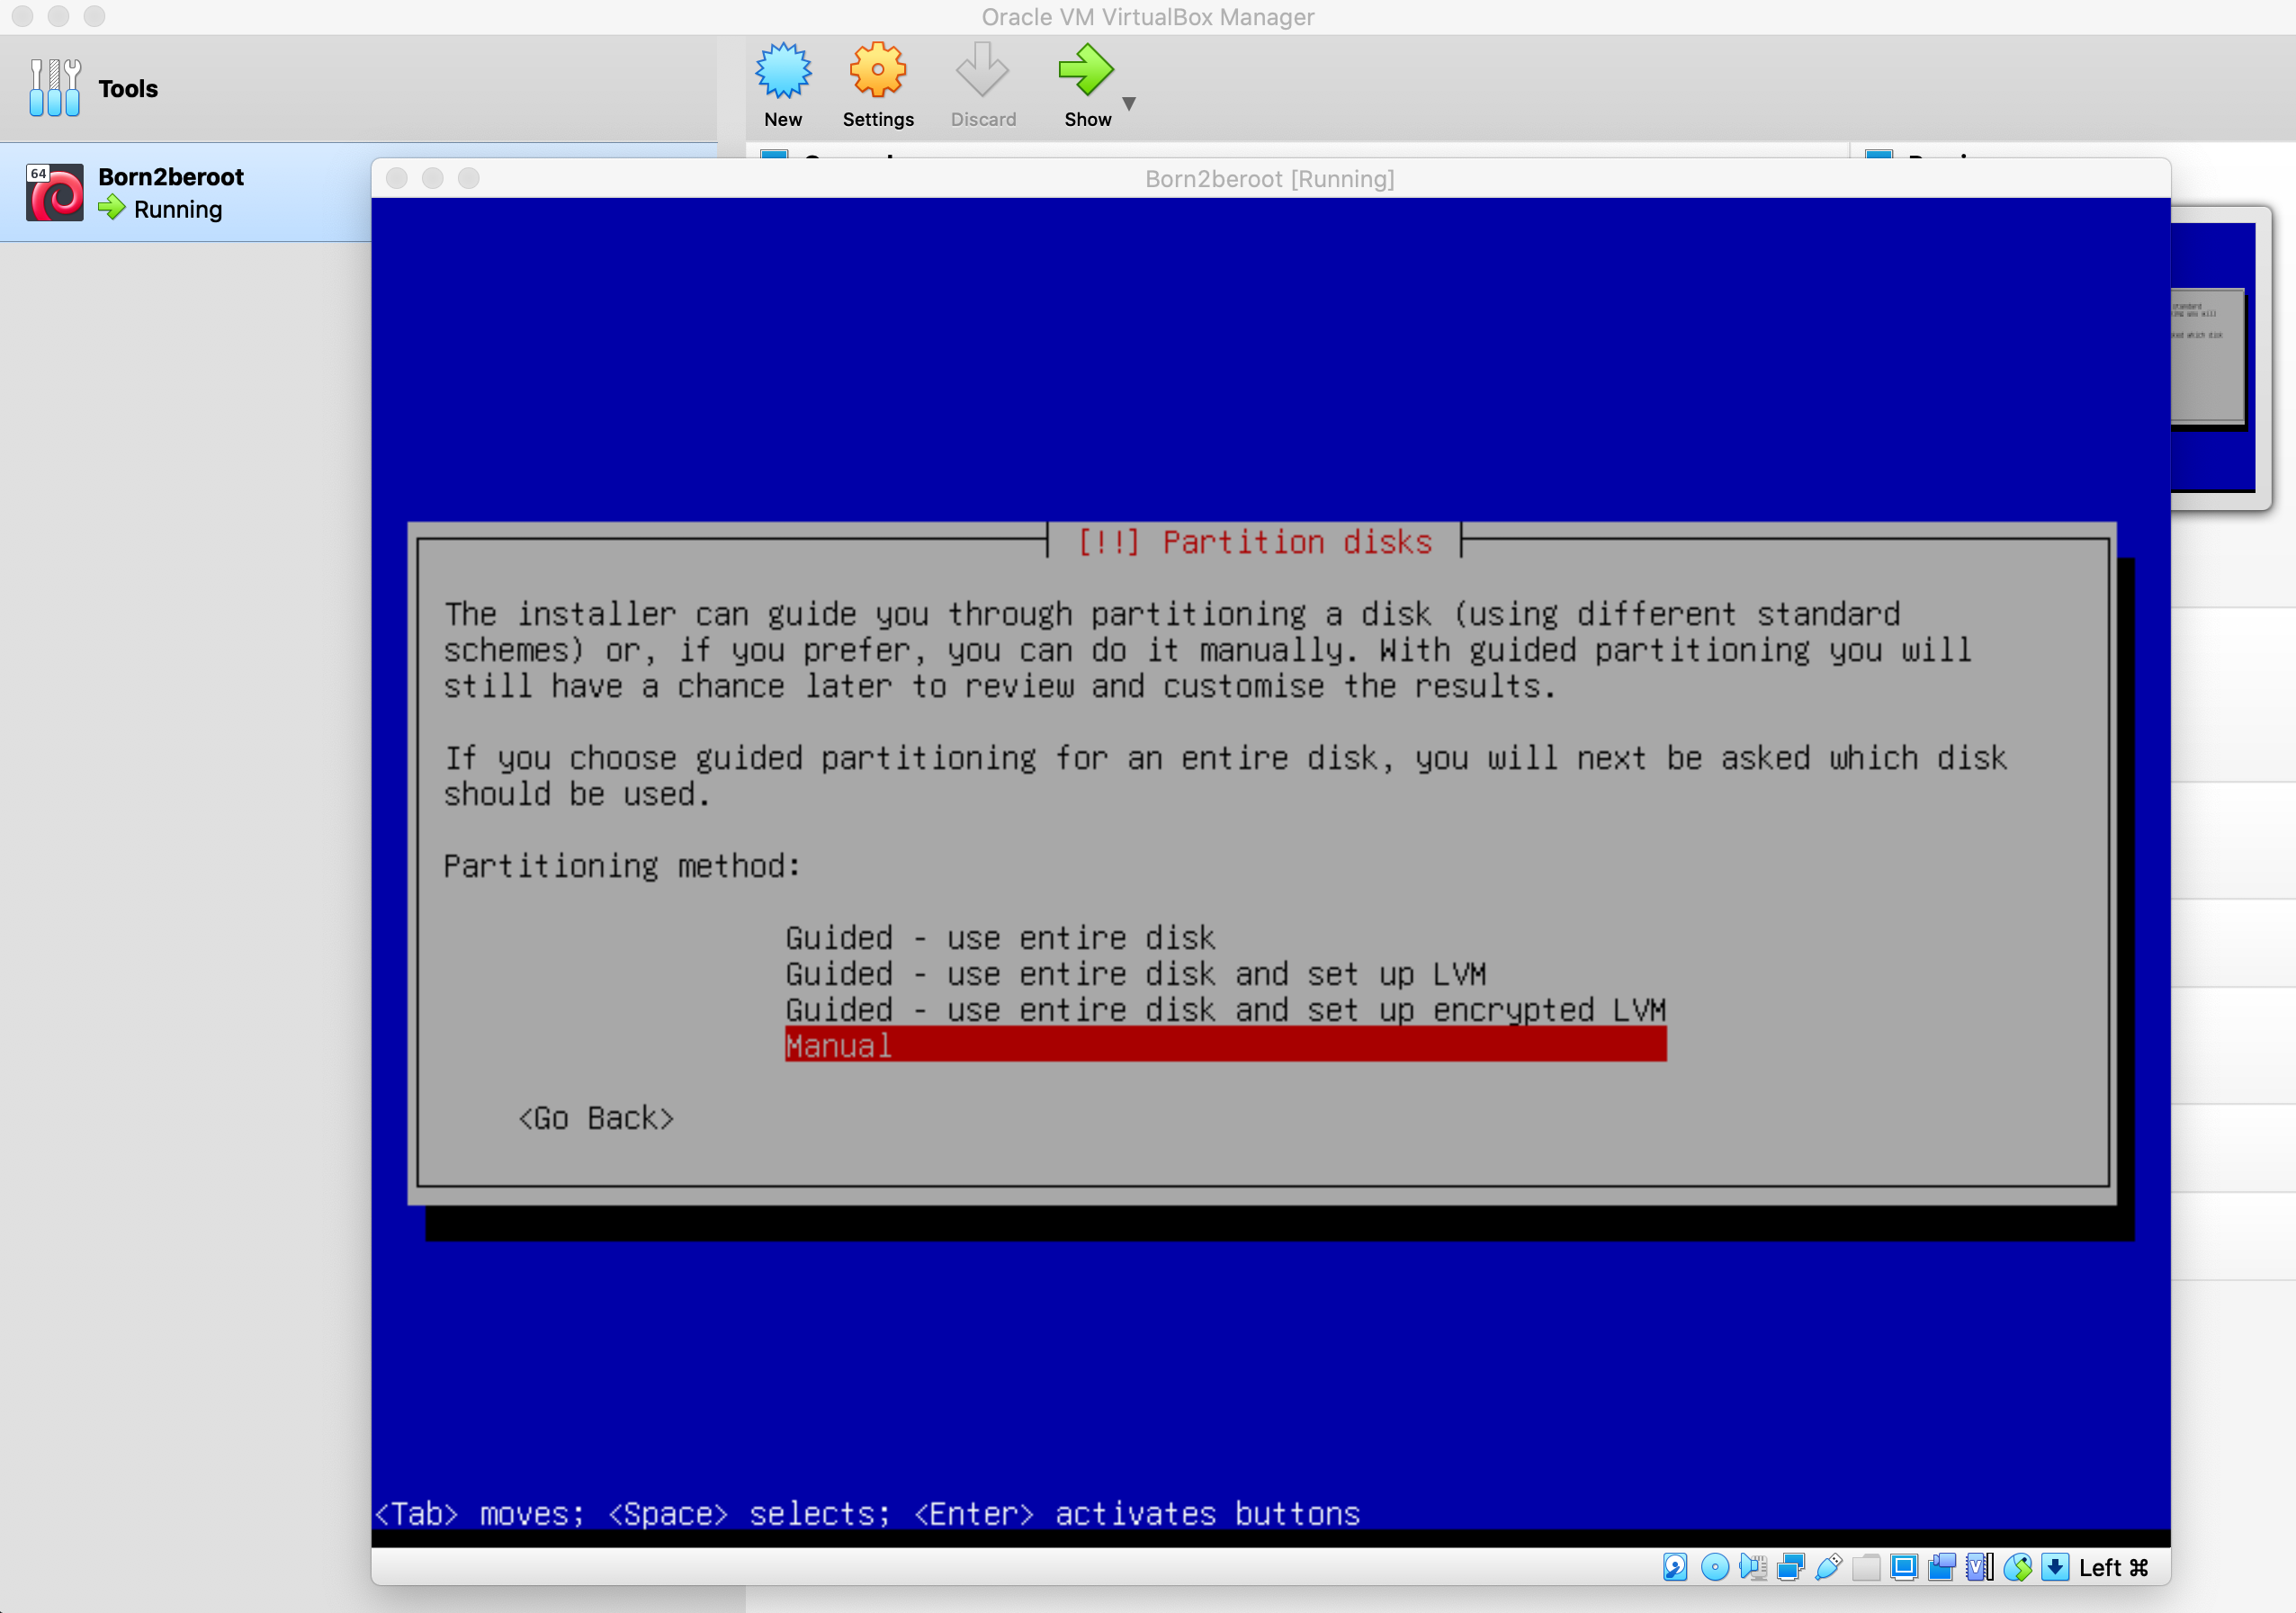 Oracle VM VirtualBox Manager
Tools
New
Settings
Discard
Show
64
Born2beroot
Running
Born2beroot [Running]
[!!] Partition disks
The installer can guide you through partitioning a disk (using different standard
schemes) or, if you prefer, you can do it manually. With guided partitioning you will
still have a chance later to review and customise the results.
If you choose guided partitioning for an entire disk, you will next be asked which disk
should be used.
Partitioning method:
Guided - use entire disk
Guided - use entire disk and set up LVM
Guided - use entire disk and set up encrypted LVM
Manual
<Go Back>
standard
you will
which disk
<Tab> moves; <Space> selects; <Enter> activates buttons
Left ⌘